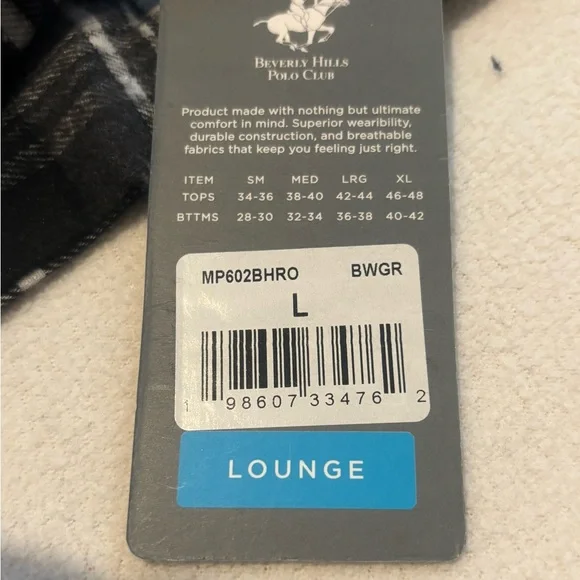 BEVERLY HILLS
POLO CLUB
Product made with nothing but ultimate
comfort in mind. Superior wearibility,
durable construction, and breathable
fabrics that keep you feeling just right.
ITEM SM MED LRG XL
TOPS 34-36 38-40 42-44 46-48
BTTMS 28-30 32-34 36-38 40-42
MP602BHRO BWGR
L
1 98607 33476 2
LOUNGE